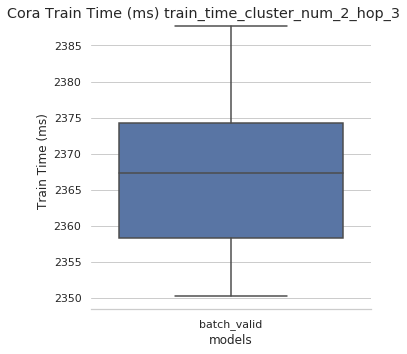 Cora Train Time (ms) train_time_cluster_num_2_hop_3
Train Time (ms)
2385
2380
2375
2370
2365
2360
2355
2350
batch_valid
models